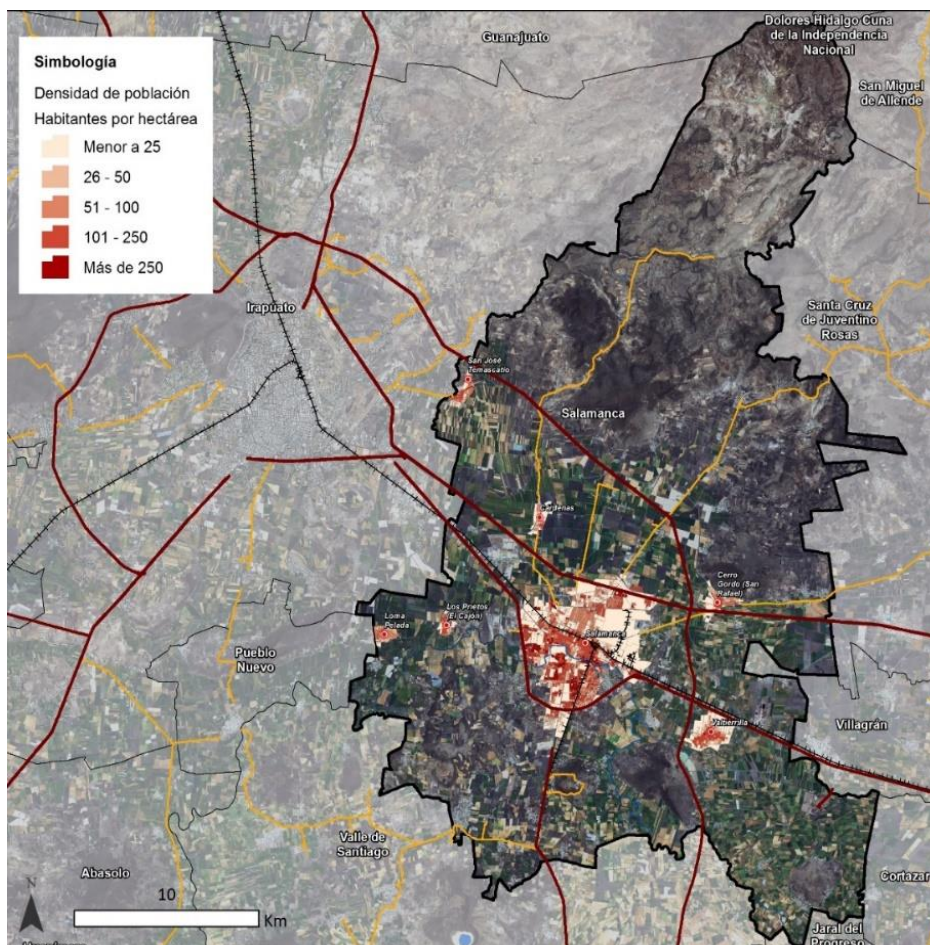 Simbología
Densidad de población
Habitantes por hectárea
Menor a 25
26 - 50
51 - 100
101 - 250
Más de 250
Guanajuato
Dolores Hidalgo Cuna
de la Independencia
Nacional
San Miguel
de Allende
Irapuato
Santa Cruz
de Juventino
Rosas
San José
Temascatío
Salamanca
Cárdenas
Cerro
Gordo (San
Rafael)
Loma
Pelada
Los Prietos
(El Cajón)
Salamanca
Pueblo
Nuevo
Valtierrilla
Villagrán
Valle de
Santiago
Abasolo
Cortazar
N
10
Km
Jaral del
Progreso